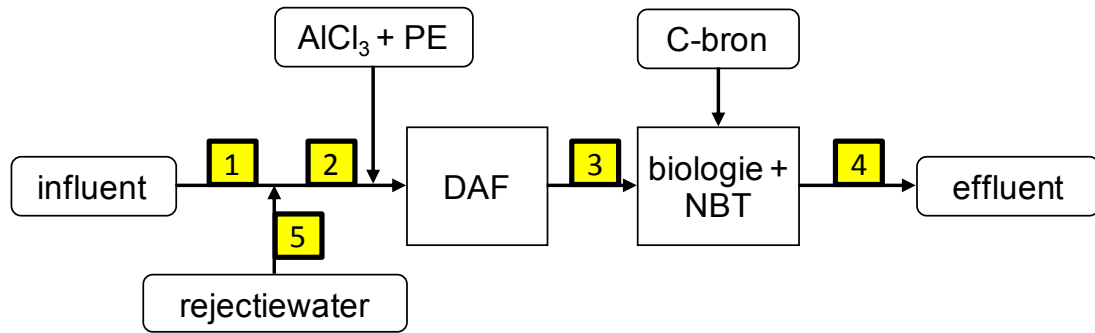 AlCl₃ + PE
C-bron
1
2
3
4
influent
DAF
biologie +
NBT
effluent
5
rejectiewater